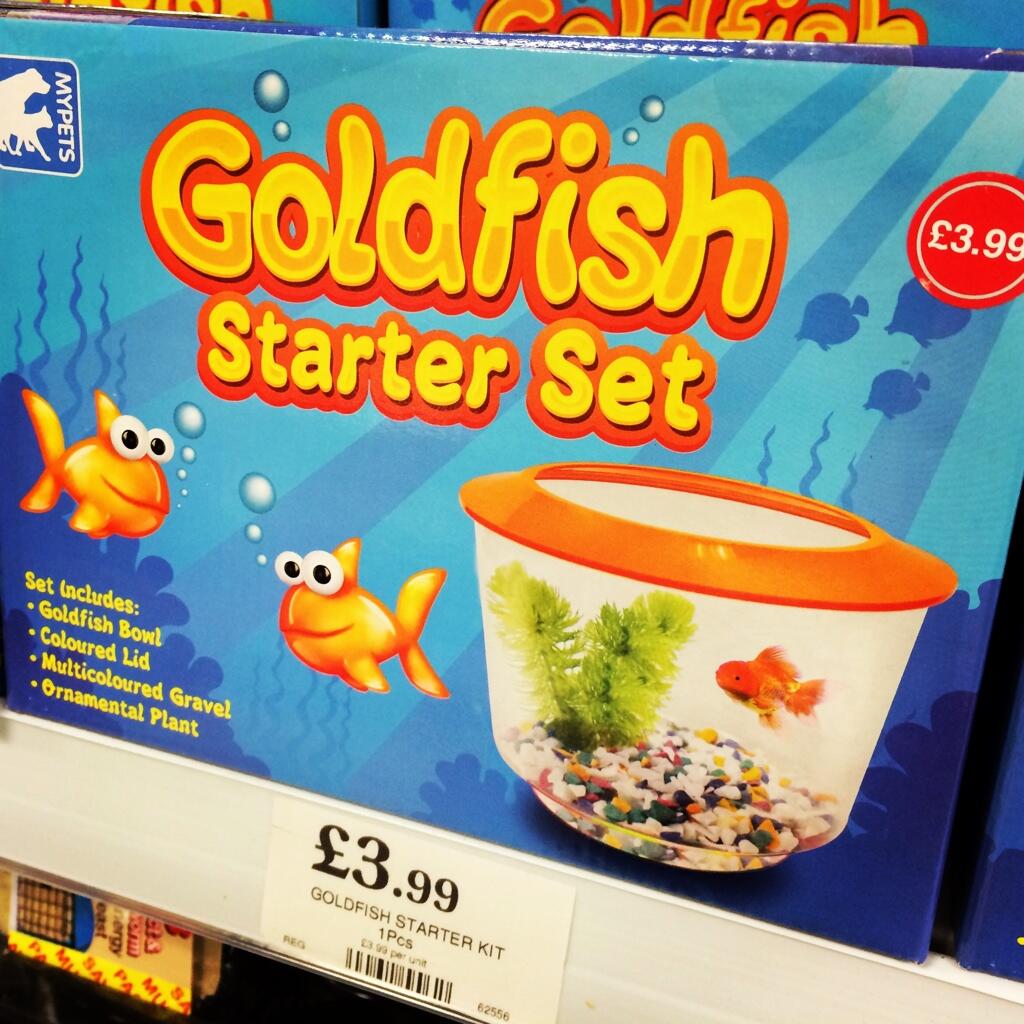 Goldfish
MYPETS
Goldfish
Starter Set
£3.99
Set Includes:
• Goldfish Bowl
• Coloured Lid
• Multicoloured Gravel
• Ornamental Plant
£3.99
GOLDFISH STARTER KIT
1Pcs
REG
£3.99 per unit
62556